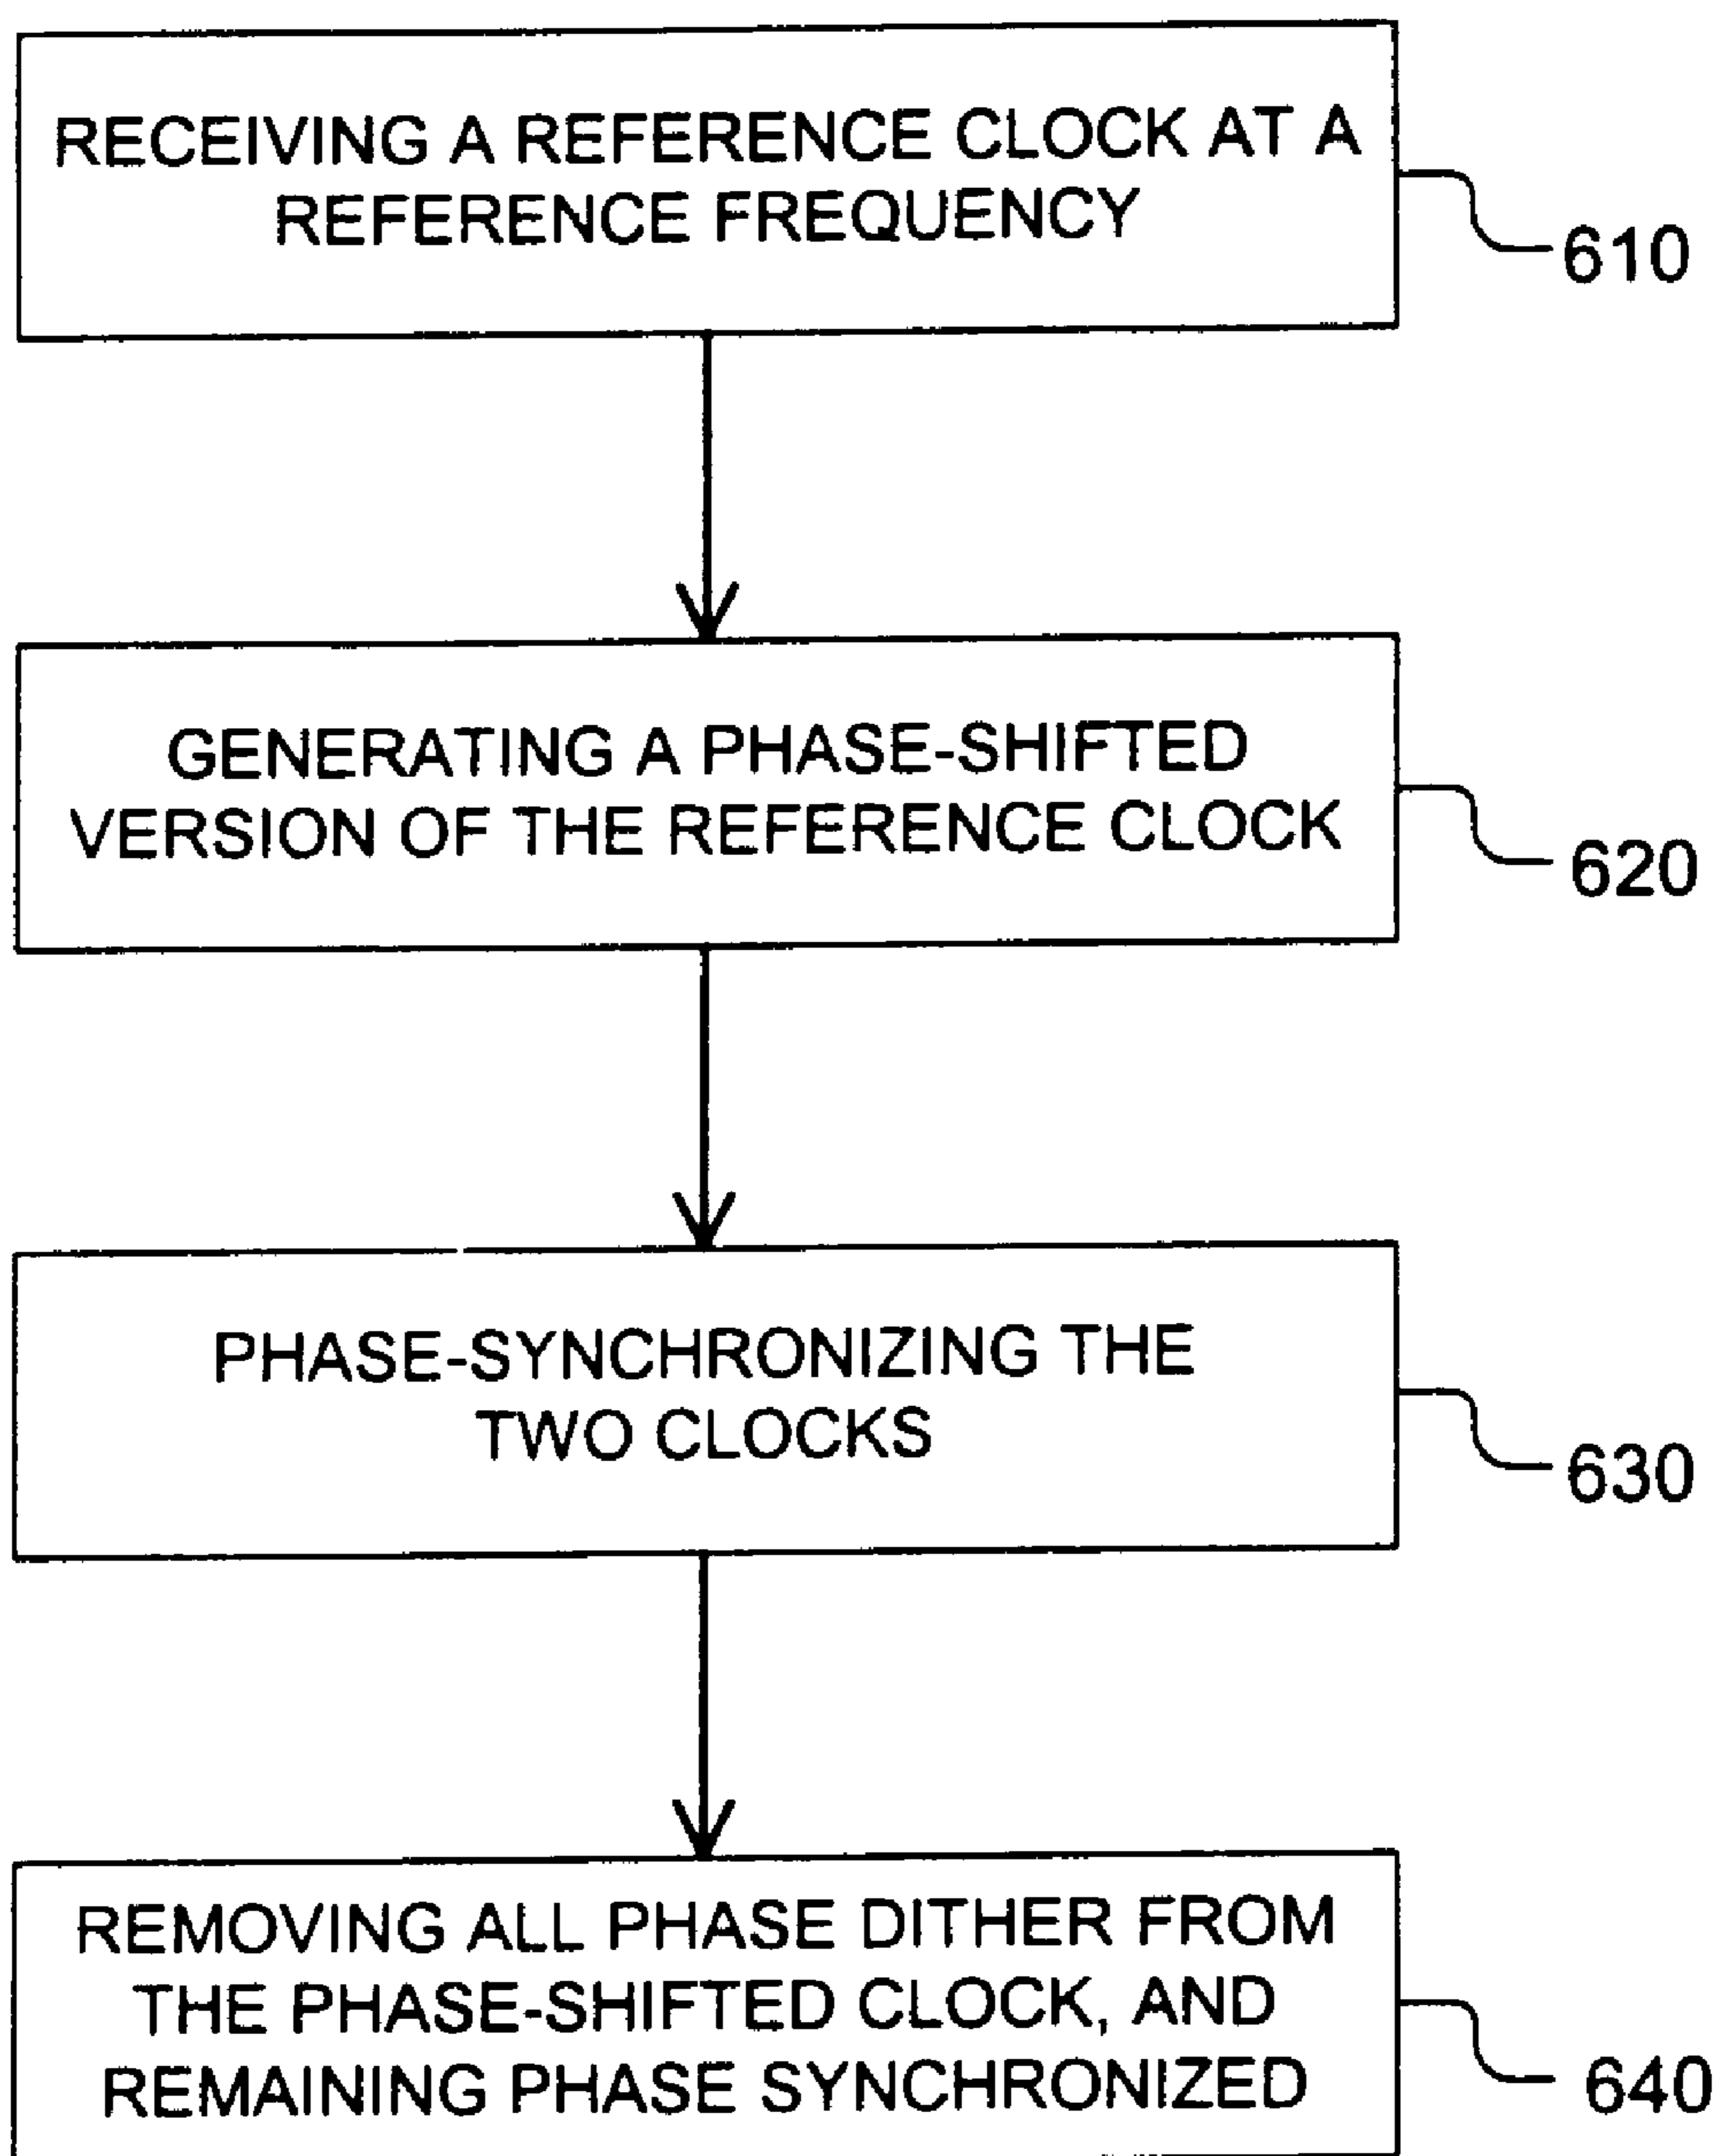 RECEIVING A REFERENCE CLOCK AT A
REFERENCE FREQUENCY
610
GENERATING A PHASE-SHIFTED
VERSION OF THE REFERENCE CLOCK
620
PHASE-SYNCHRONIZING THE
TWO CLOCKS
630
REMOVING ALL PHASE DITHER FROM
THE PHASE-SHIFTED CLOCK, AND
REMAINING PHASE SYNCHRONIZED
640